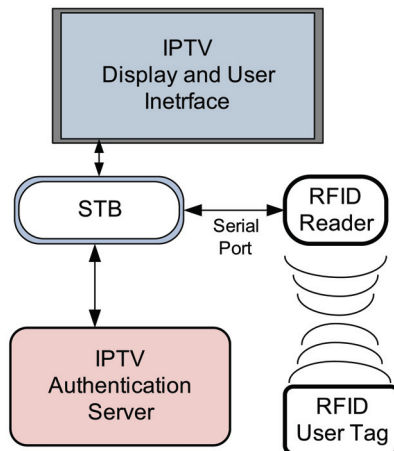 IPTV
Display and User
Inetrface
STB
Serial
Port
RFID
Reader
IPTV
Authentication
Server
RFID
User Tag